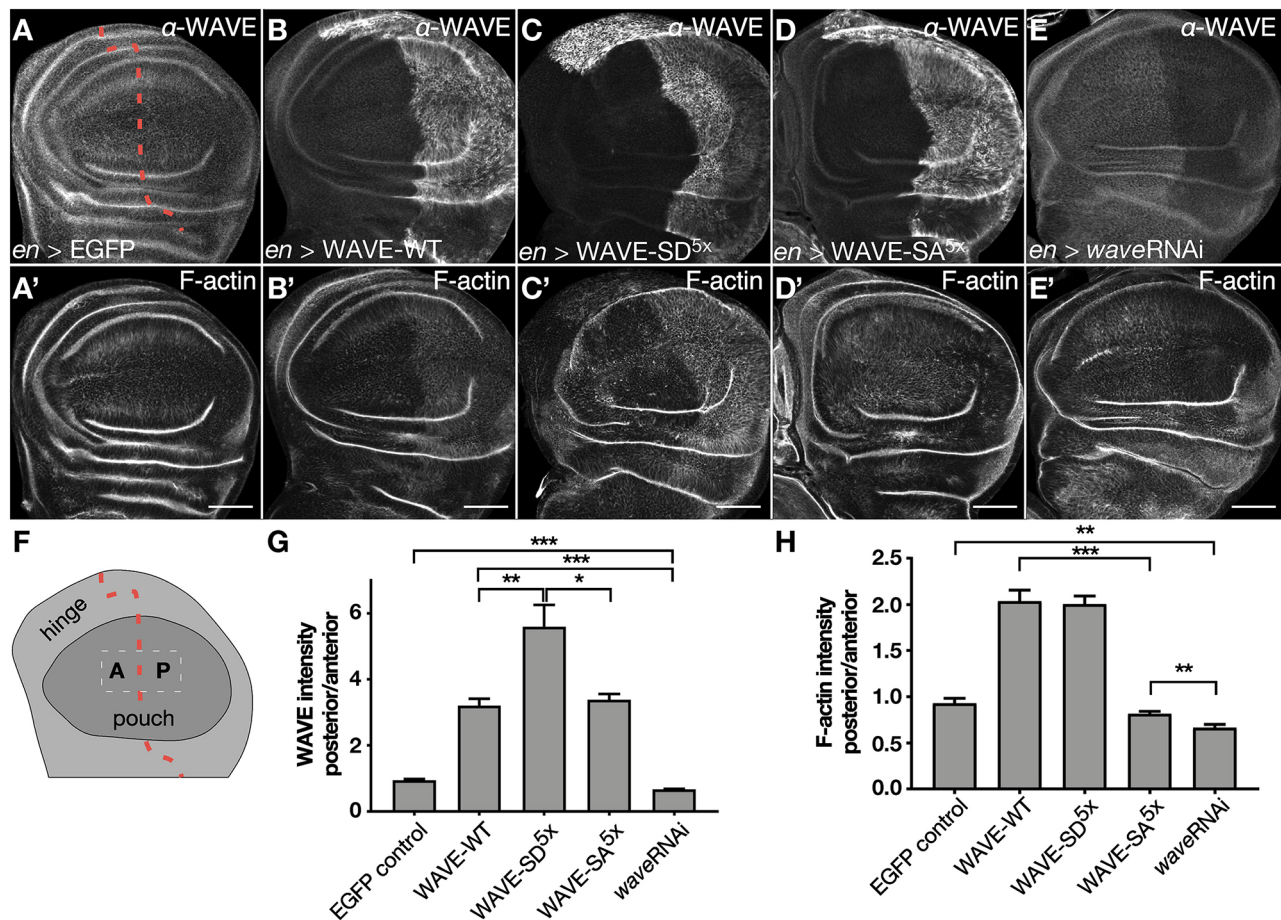 A α-WAVE
en > EGFP
B α-WAVE
en > WAVE-WT
C α-WAVE
en > WAVE-SD5x
D α-WAVE
en > WAVE-SA5x
E α-WAVE
en > waveRNAi
A' F-actin
B' F-actin
C' F-actin
D' F-actin
E' F-actin
F
hinge
A P
pouch
G
***
***
** *
WAVE intensity
posterior/anterior
6
4
2
0
EGFP control
WAVE-WT
WAVE-SD5x
WAVE-SA5x
waveRNAi
H
**
***
**
F-actin intensity
posterior/anterior
2.5
2.0
1.5
1.0
0.5
0.0
EGFP control
WAVE-WT
WAVE-SD5x
WAVE-SA5x
waveRNAi